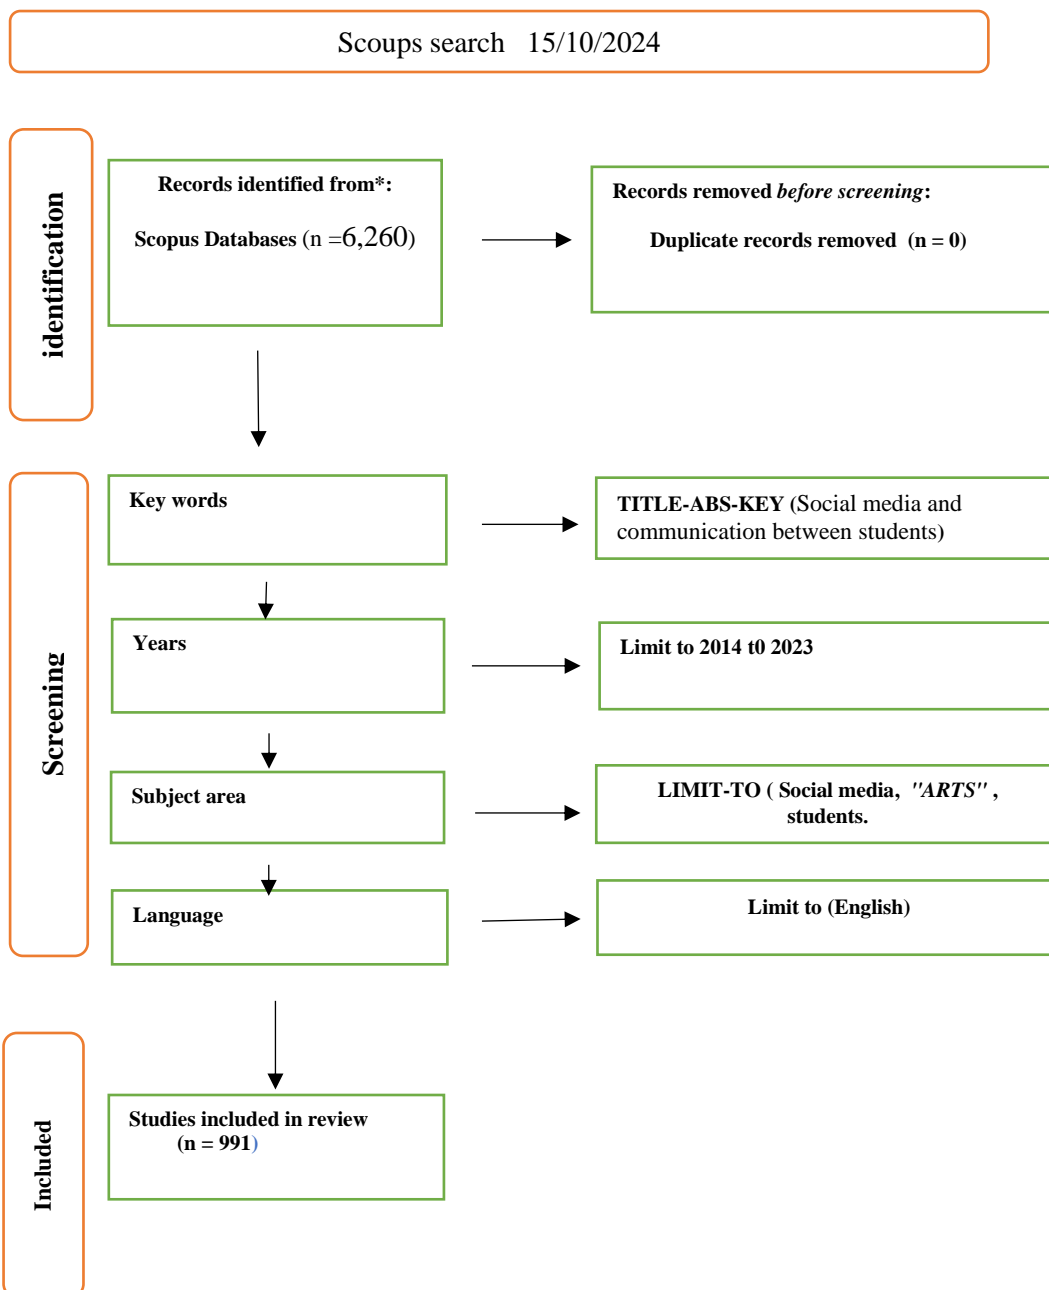 Scoups search 15/10/2024
identification
Records identified from*:
Scopus Databases (n =6,260)
Records removed before screening:
Duplicate records removed (n = 0)
Screening
Key words
TITLE-ABS-KEY (Social media and
communication between students)
Years
Limit to 2014 t0 2023
Subject area
LIMIT-TO ( Social media, "ARTS" ,
students.
Language
Limit to (English)
Included
Studies included in review
(n = 991)